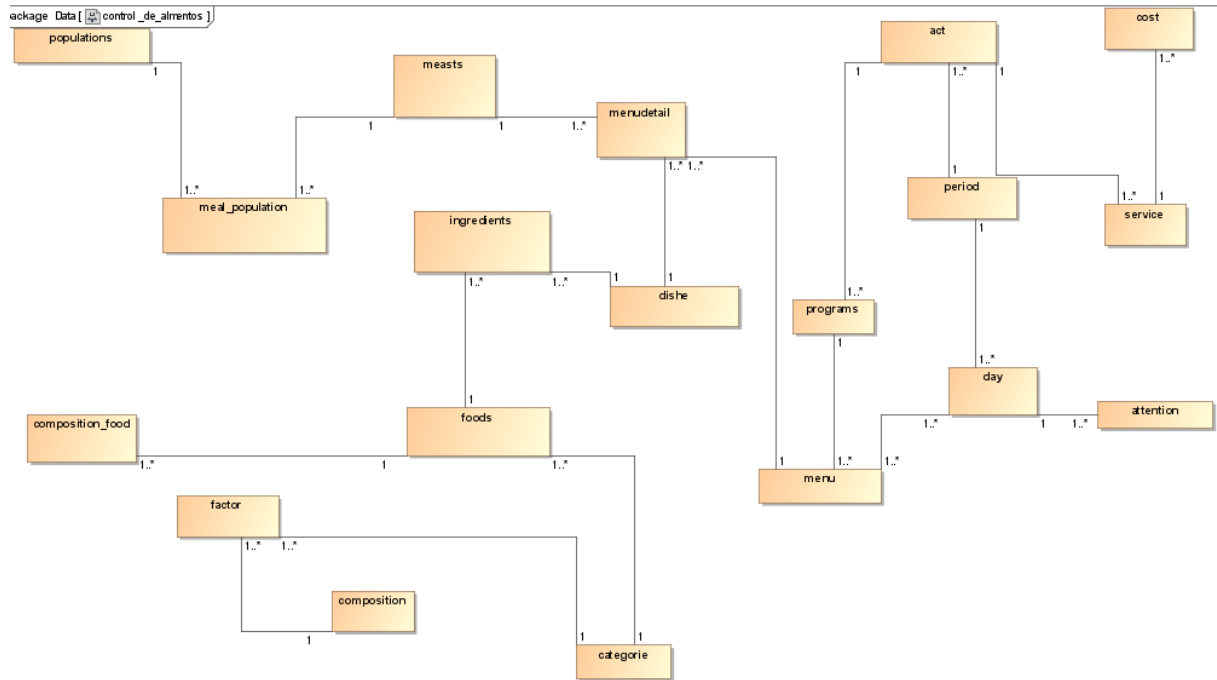 package Data [ control _de_almentos ]
populations
measts
act
cost
1
1..*
1
1
1
1
1..*
menudetail
1..* 1..*
1..*
1..*
meal_population
1
period
1..*
1
service
ingredients
1
1..*
1..*
1
1
dishe
1..*
programs
1
1..*
day
1
foods
composition_food
attention
1..*
1
1..*
1..*
1
1..*
1
1..*
1..*
menu
factor
1..*
1..*
composition
1
1
1
categorie